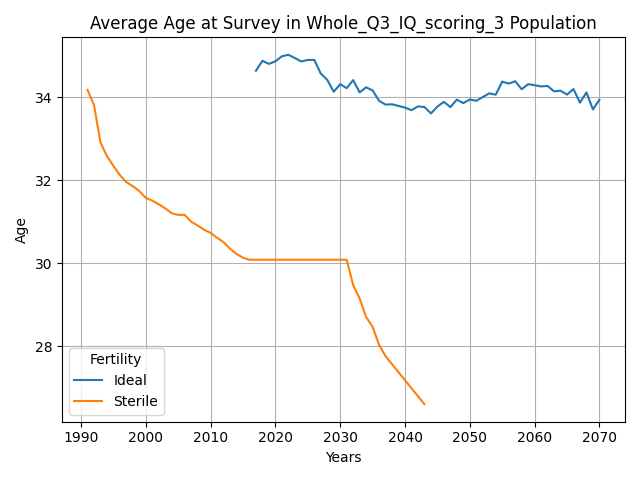 Average Age at Survey in Whole_Q3_IQ_scoring_3 Population
Age
34
32
30
28
Fertility
Ideal
Sterile
1990 2000 2010 2020 2030 2040 2050 2060 2070
Years